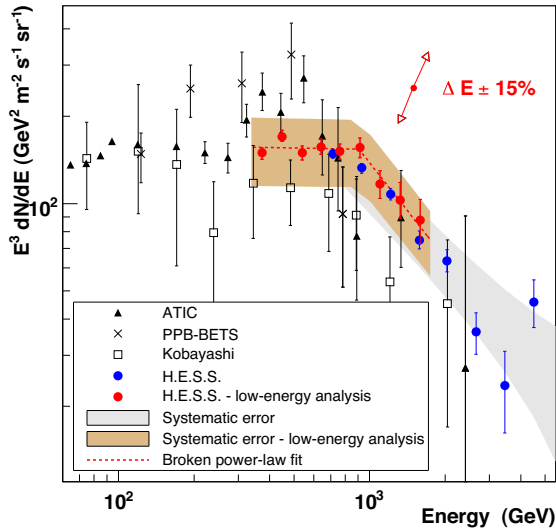 E³ dN/dE (GeV² m⁻² s⁻¹ sr⁻¹)
Δ E ± 15%
10²
ATIC
PPB-BETS
Kobayashi
H.E.S.S.
H.E.S.S. - low-energy analysis
Systematic error
Systematic error - low-energy analysis
Broken power-law fit
10² 10³
Energy (GeV)